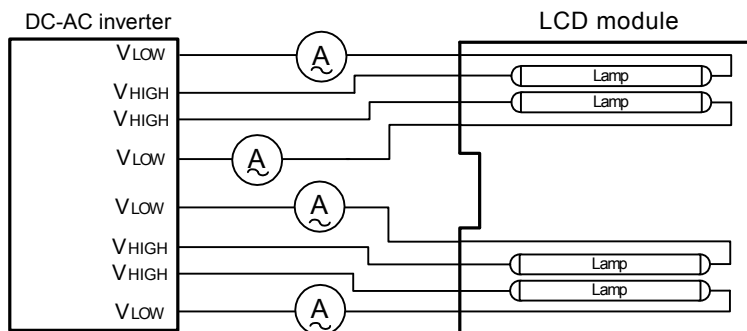 DC-AC inverter LCD module
VLOW A
Lamp
VHIGH
VHIGH Lamp
VLOW A
VLOW A
VHIGH
Lamp
VHIGH
Lamp
VLOW A